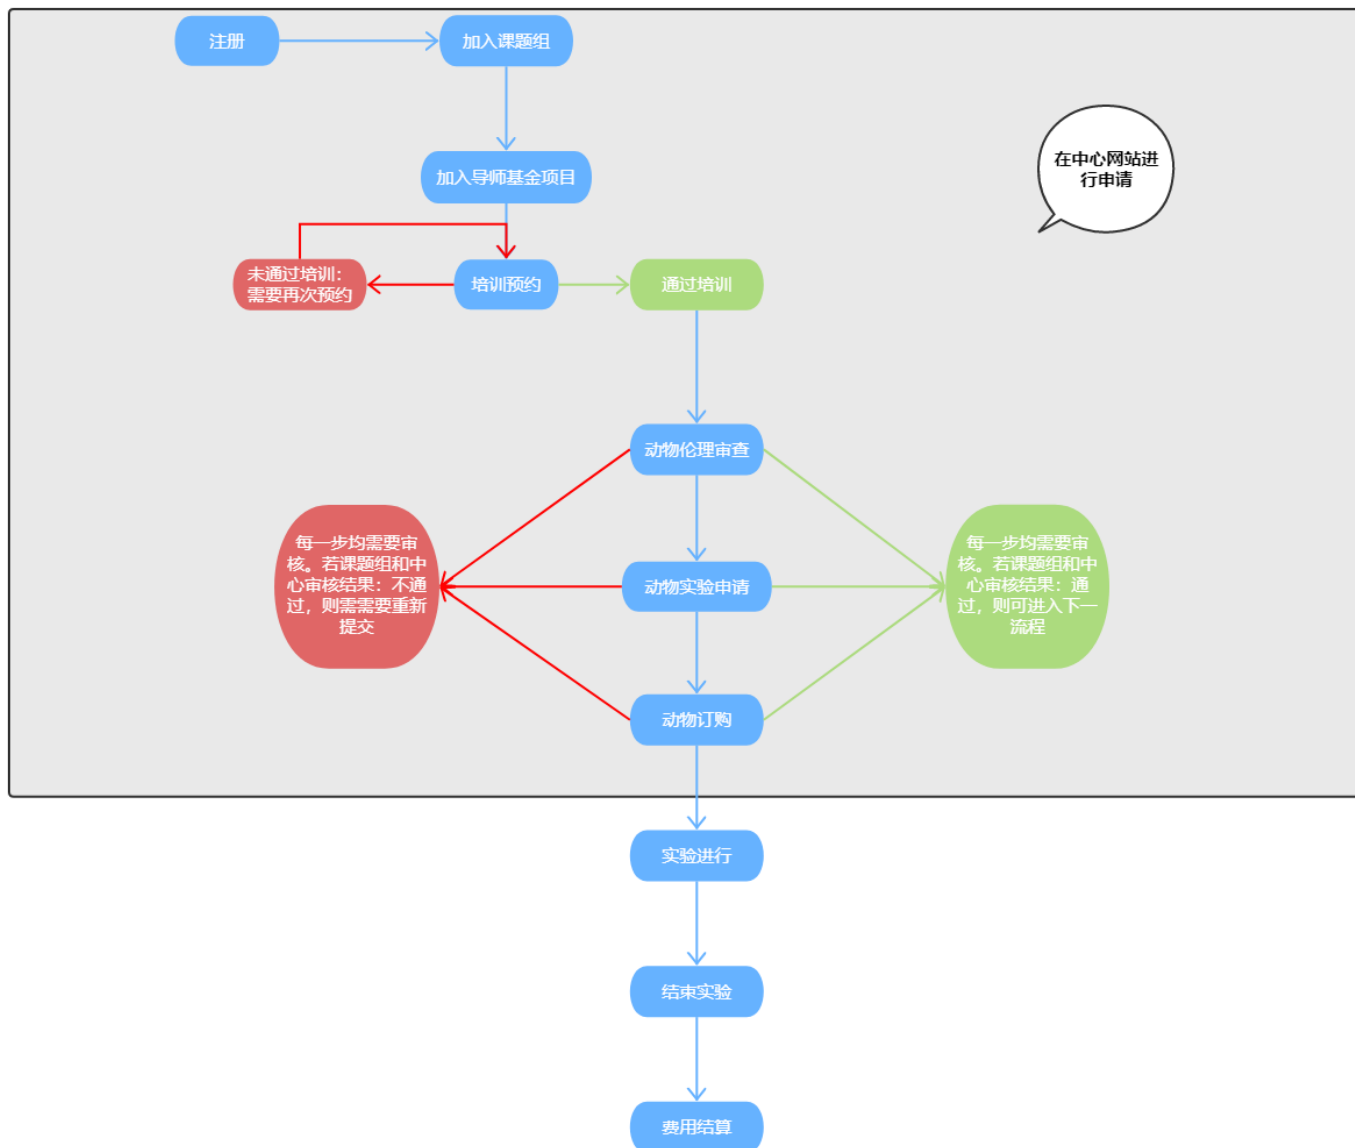 注册
加入课题组
在中心网站进
行申请
加入导师基金项目
未通过培训：
需要再次预约
培训预约
通过培训
动物伦理审查
每一步均需要审
核。若课题组和中
心审核结果：不通
过，则需需要重新
提交
动物实验申请
每一步均需要审
核。若课题组和中
心审核结果：通
过，则可进入下一
流程
动物订购
实验进行
结束实验
费用结算